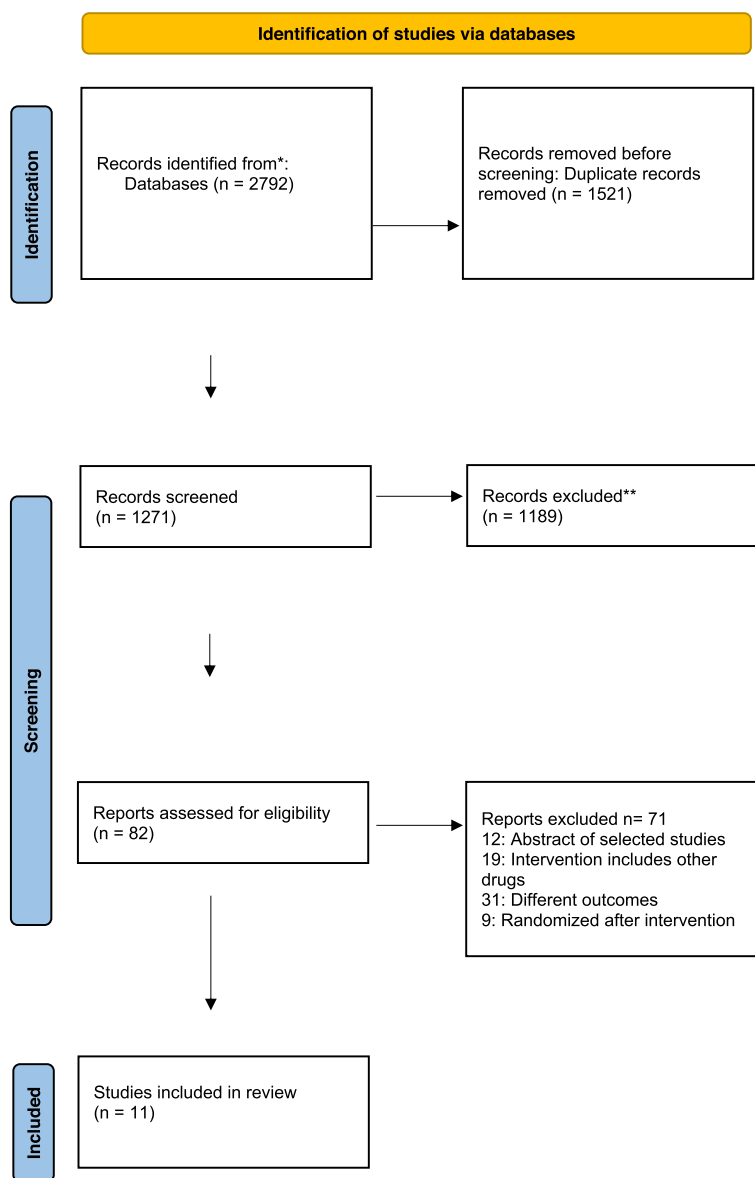 Identification of studies via databases
Identification
Records identified from*:
Databases (n = 2792)
Records removed before
screening: Duplicate records
removed (n = 1521)
Screening
Records screened
(n = 1271)
Records excluded**
(n = 1189)
Reports assessed for eligibility
(n = 82)
Reports excluded n= 71
12: Abstract of selected studies
19: Intervention includes other
drugs
31: Different outcomes
9: Randomized after intervention
Included
Studies included in review
(n = 11)